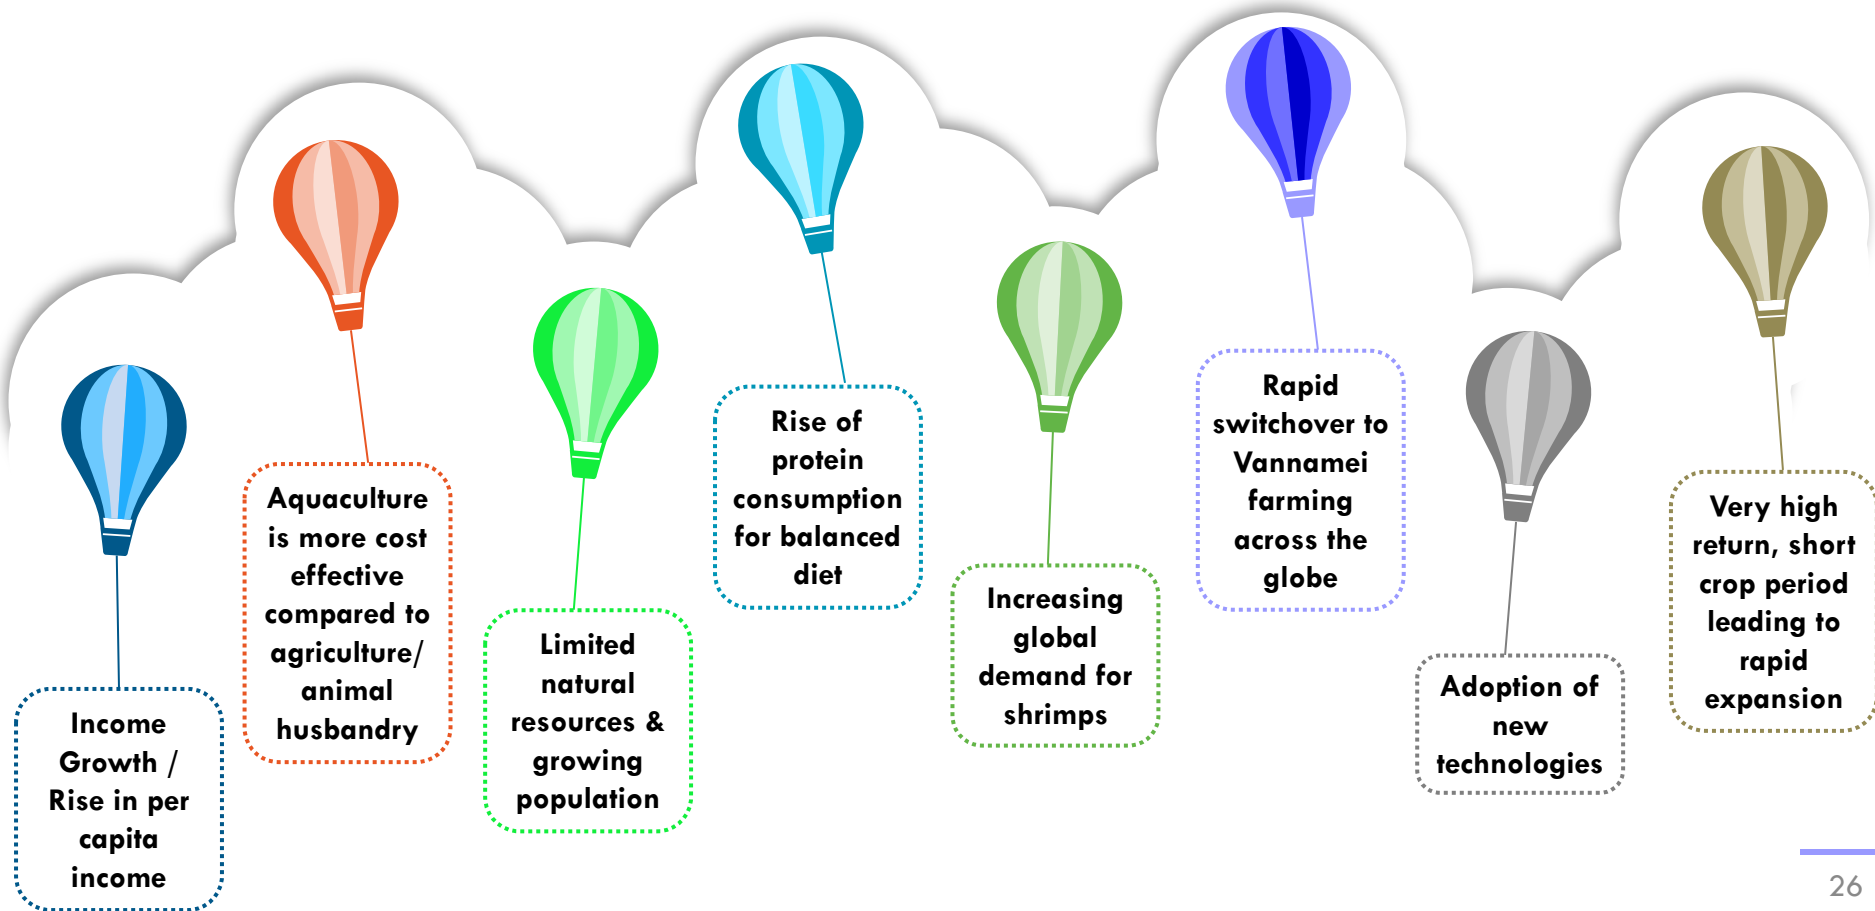 Income
Growth /
Rise in per
capita
income
Aquaculture
is more cost
effective
compared to
agriculture/
animal
husbandry
Limited
natural
resources &
growing
population
Rise of
protein
consumption
for balanced
diet
Increasing
global
demand for
shrimps
Rapid
switchover to
Vannamei
farming
across the
globe
Adoption of
new
technologies
Very high
return, short
crop period
leading to
rapid
expansion
26